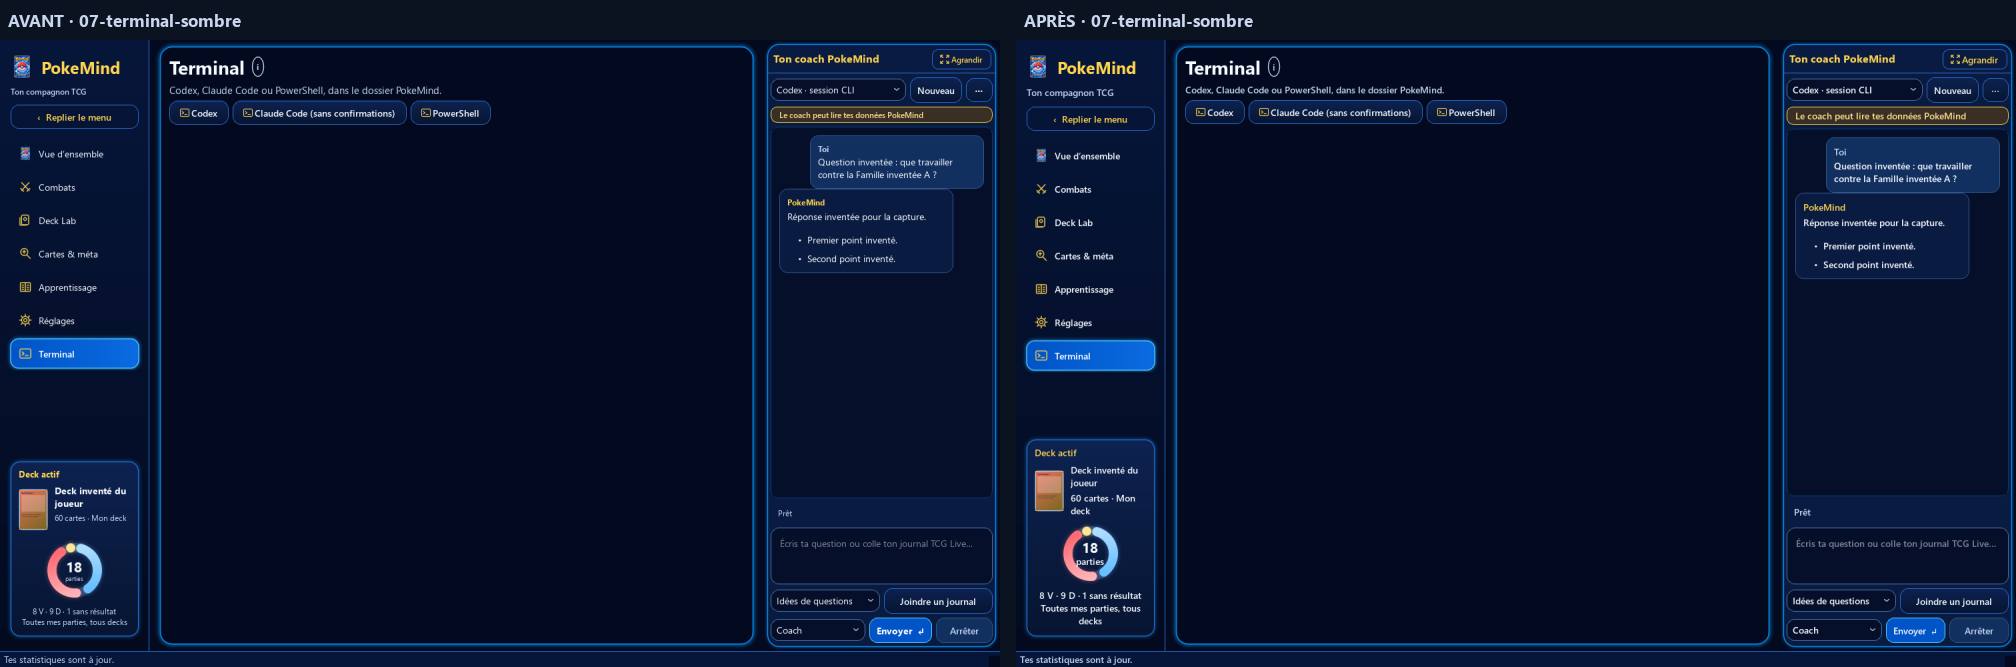 AVANT · 07-terminal-sombre
PokeMind
Ton compagnon TCG
‹ Replier le menu
Vue d'ensemble
Combats
Deck Lab
Cartes & méta
Apprentissage
Réglages
Terminal
Deck actif
Deck inventé du
joueur
60 cartes · Mon deck
18
parties
8 V · 9 D · 1 sans résultat
Toutes mes parties, tous decks
Terminal i
Codex, Claude Code ou PowerShell, dans le dossier PokeMind.
Codex
Claude Code (sans confirmations)
PowerShell
Ton coach PokeMind
Agrandir
Codex · session CLI
Nouveau
...
Le coach peut lire tes données PokeMind
Toi
Question inventée : que travailler
contre la Famille inventée A ?
PokeMind
Réponse inventée pour la capture.
• Premier point inventé.
• Second point inventé.
Prêt
Écris ta question ou colle ton journal TCG Live...
Idées de questions
Joindre un journal
Coach
Envoyer ↲
Arrêter
Tes statistiques sont à jour.
APRÈS · 07-terminal-sombre
PokeMind
Ton compagnon TCG
‹ Replier le menu
Vue d'ensemble
Combats
Deck Lab
Cartes & méta
Apprentissage
Réglages
Terminal
Deck actif
Deck inventé du
joueur
60 cartes · Mon
deck
18
parties
8 V · 9 D · 1 sans résultat
Toutes mes parties, tous
decks
Terminal i
Codex, Claude Code ou PowerShell, dans le dossier PokeMind.
Codex
Claude Code (sans confirmations)
PowerShell
Ton coach PokeMind
Agrandir
Codex · session CLI
Nouveau
...
Le coach peut lire tes données PokeMind
Toi
Question inventée : que travailler
contre la Famille inventée A ?
PokeMind
Réponse inventée pour la capture.
• Premier point inventé.
• Second point inventé.
Prêt
Écris ta question ou colle ton journal TCG Live...
Idées de questions
Joindre un journal
Coach
Envoyer ↲
Arrêter
Tes statistiques sont à jour.